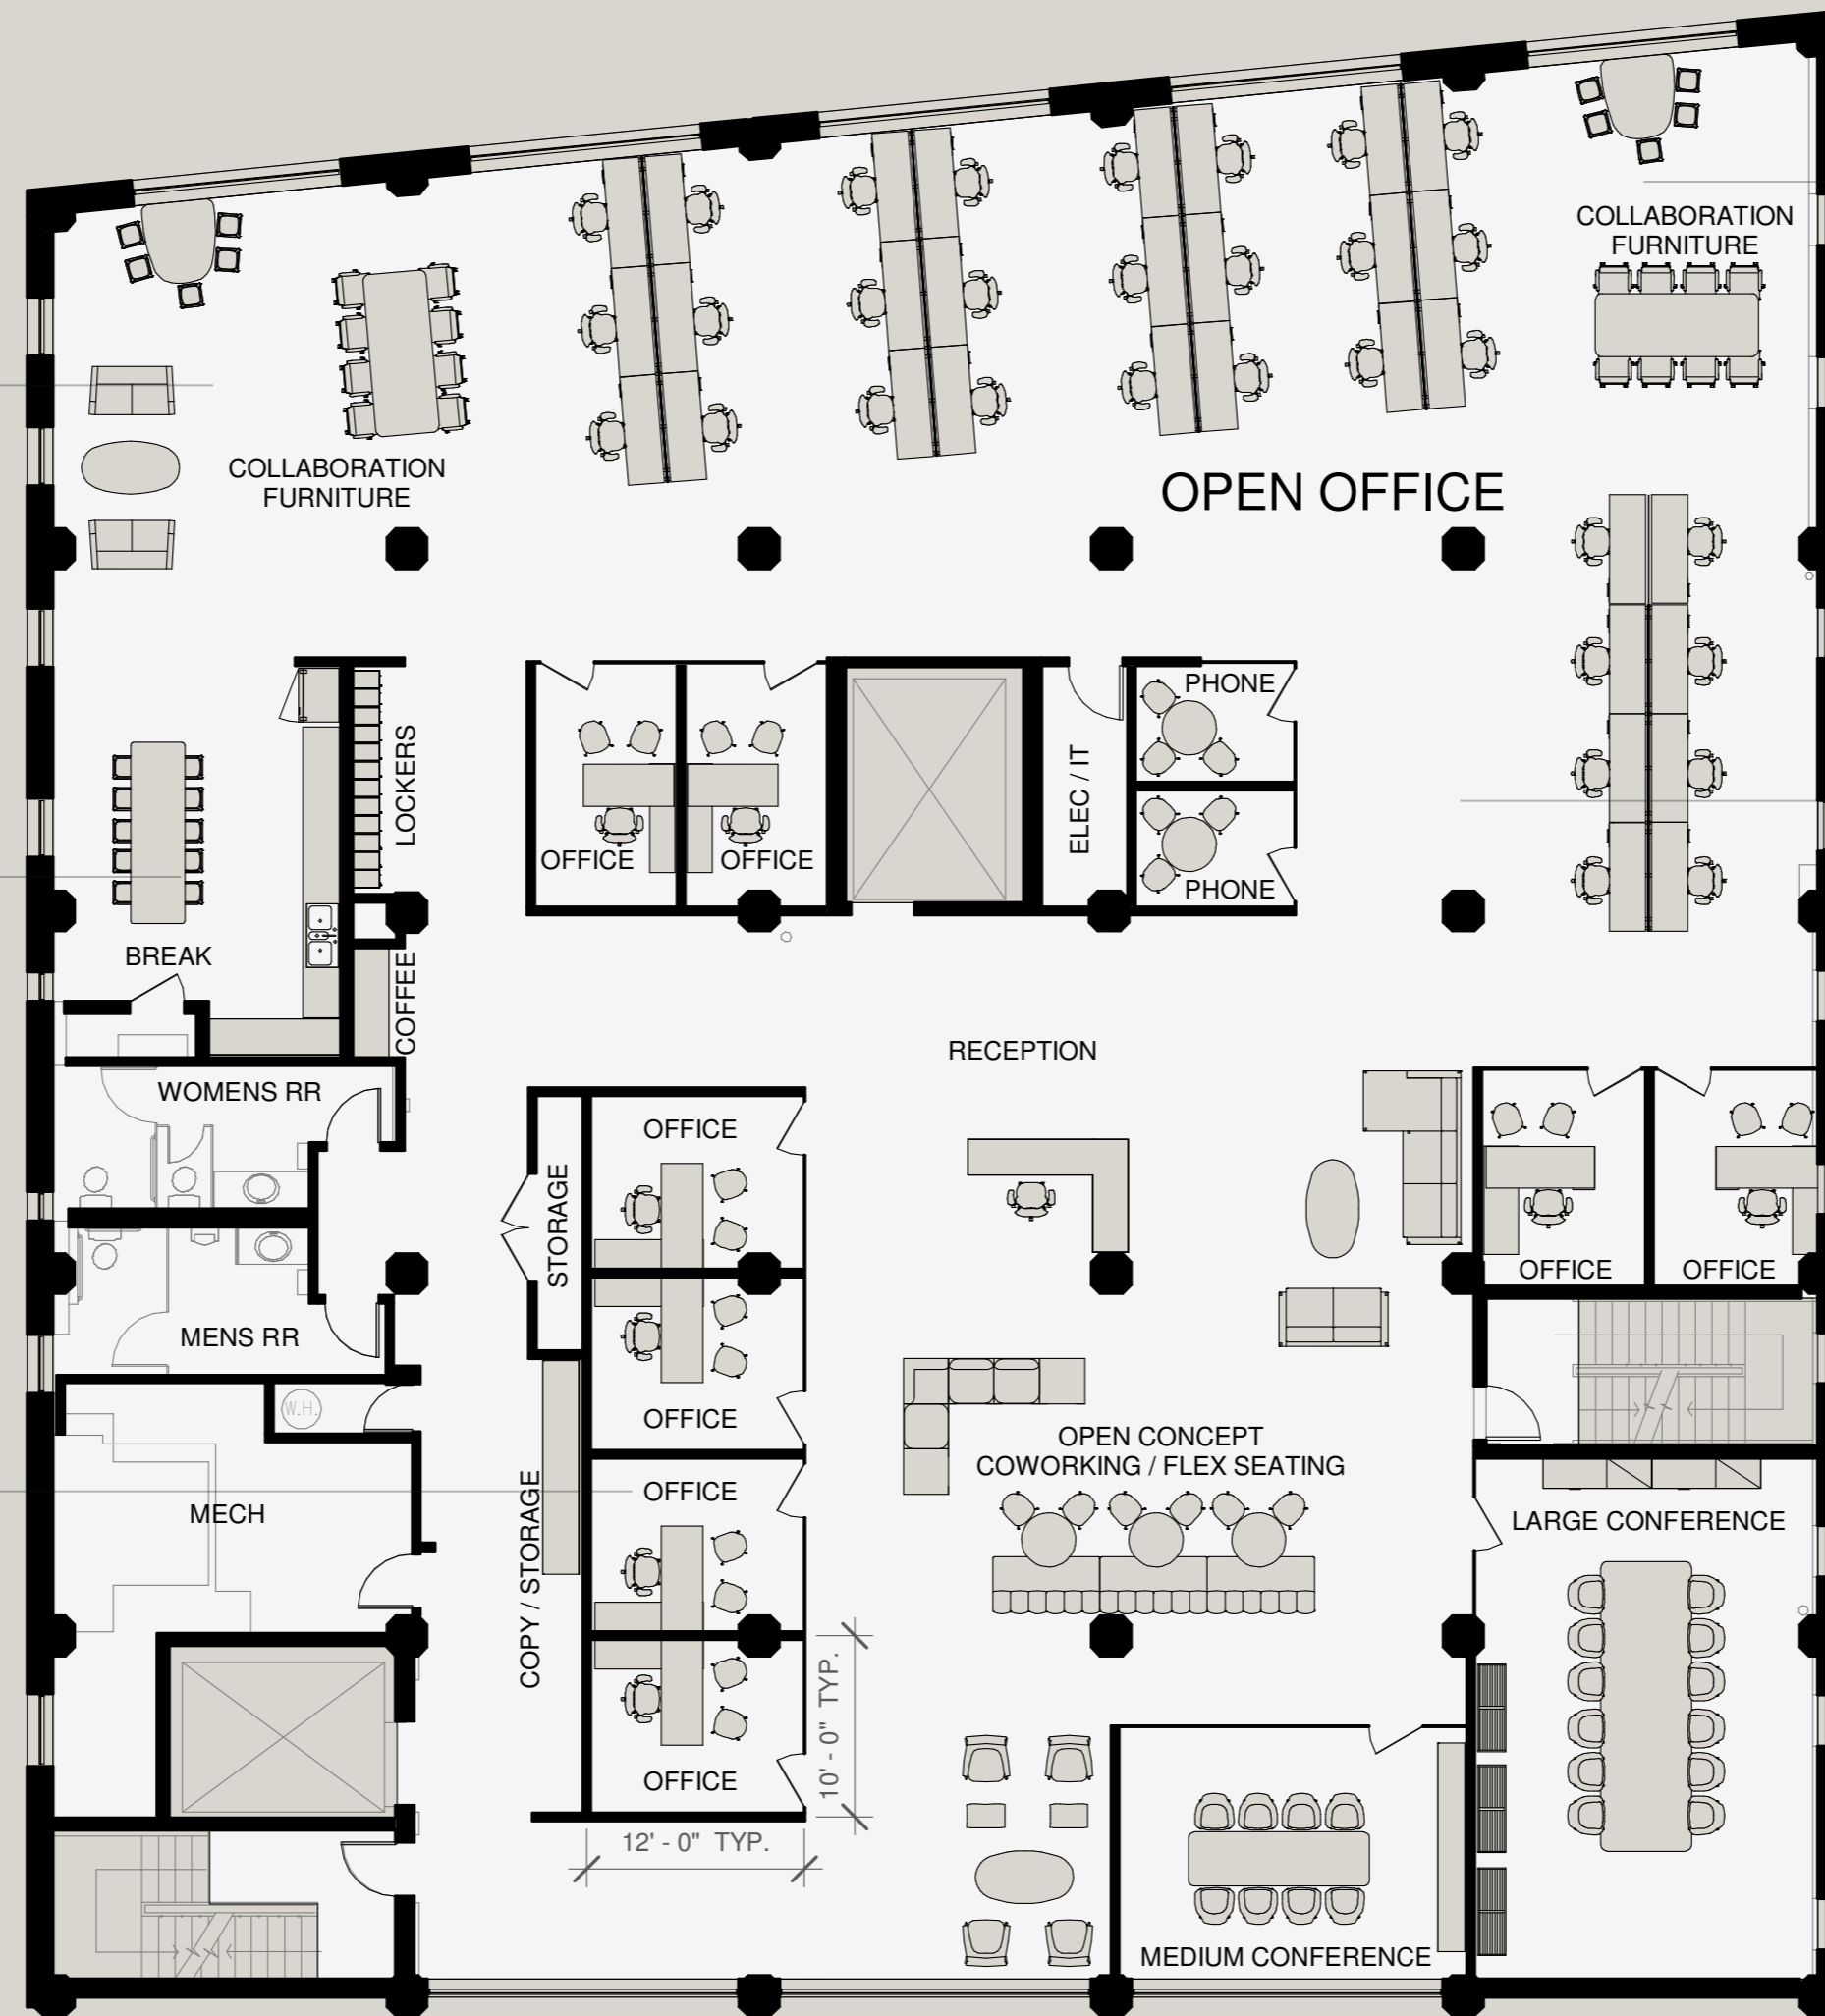 COLLABORATION
FURNITURE
COLLABORATION
FURNITURE
OPEN OFFICE
LOCKERS
OFFICE
OFFICE
ELEC / IT
PHONE
PHONE
BREAK
COFFEE
RECEPTION
WOMENS RR
OFFICE
STORAGE
OFFICE
OFFICE
MENS RR
W.H.
OFFICE
OPEN CONCEPT
COWORKING / FLEX SEATING
MECH
COPY / STORAGE
OFFICE
LARGE CONFERENCE
10' - 0" TYP.
OFFICE
12' - 0" TYP.
MEDIUM CONFERENCE